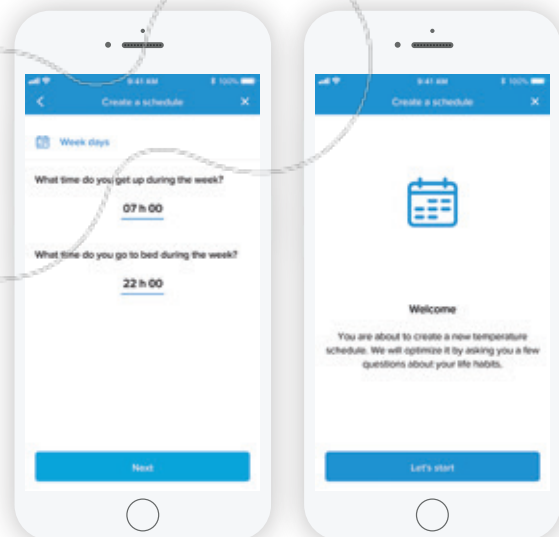 9:41 AM
100%
Create a schedule
Week days
What time do you get up during the week?
07 h 00
What time do you go to bed during the week?
22 h 00
Next
9:41 AM
100%
Create a schedule
Welcome
You are about to create a new temperature
schedule. We will optimize it by asking you a few
questions about your life habits.
Let's start